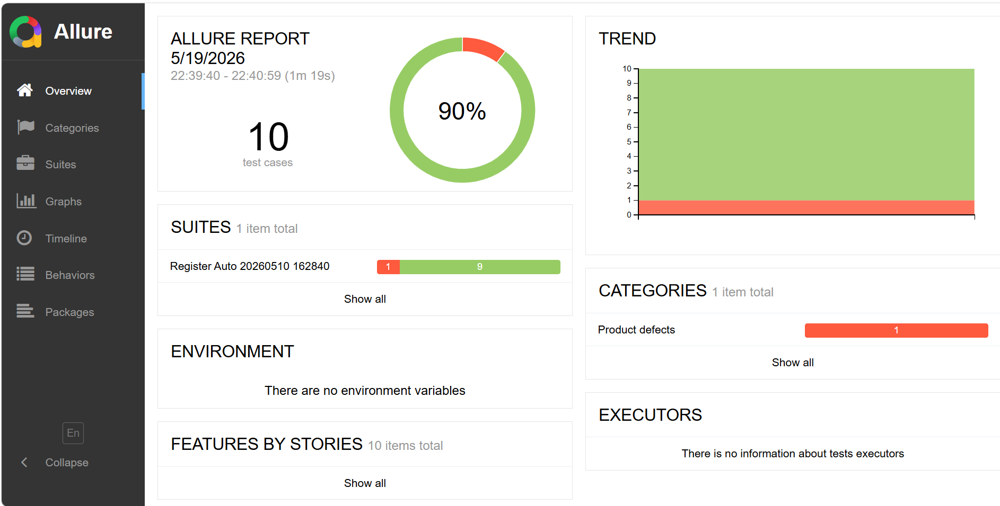 Allure
Overview
Categories
Suites
Graphs
Timeline
Behaviors
Packages
En
Collapse
ALLURE REPORT
5/19/2026
22:39:40 - 22:40:59 (1m 19s)
10
test cases
90%
SUITES 1 item total
Register Auto 20260510 162840 1 9
Show all
ENVIRONMENT
There are no environment variables
FEATURES BY STORIES 10 items total
Show all
TREND
10
9
8
7
6
5
4
3
2
1
0
CATEGORIES 1 item total
Product defects 1
Show all
EXECUTORS
There is no information about tests executors